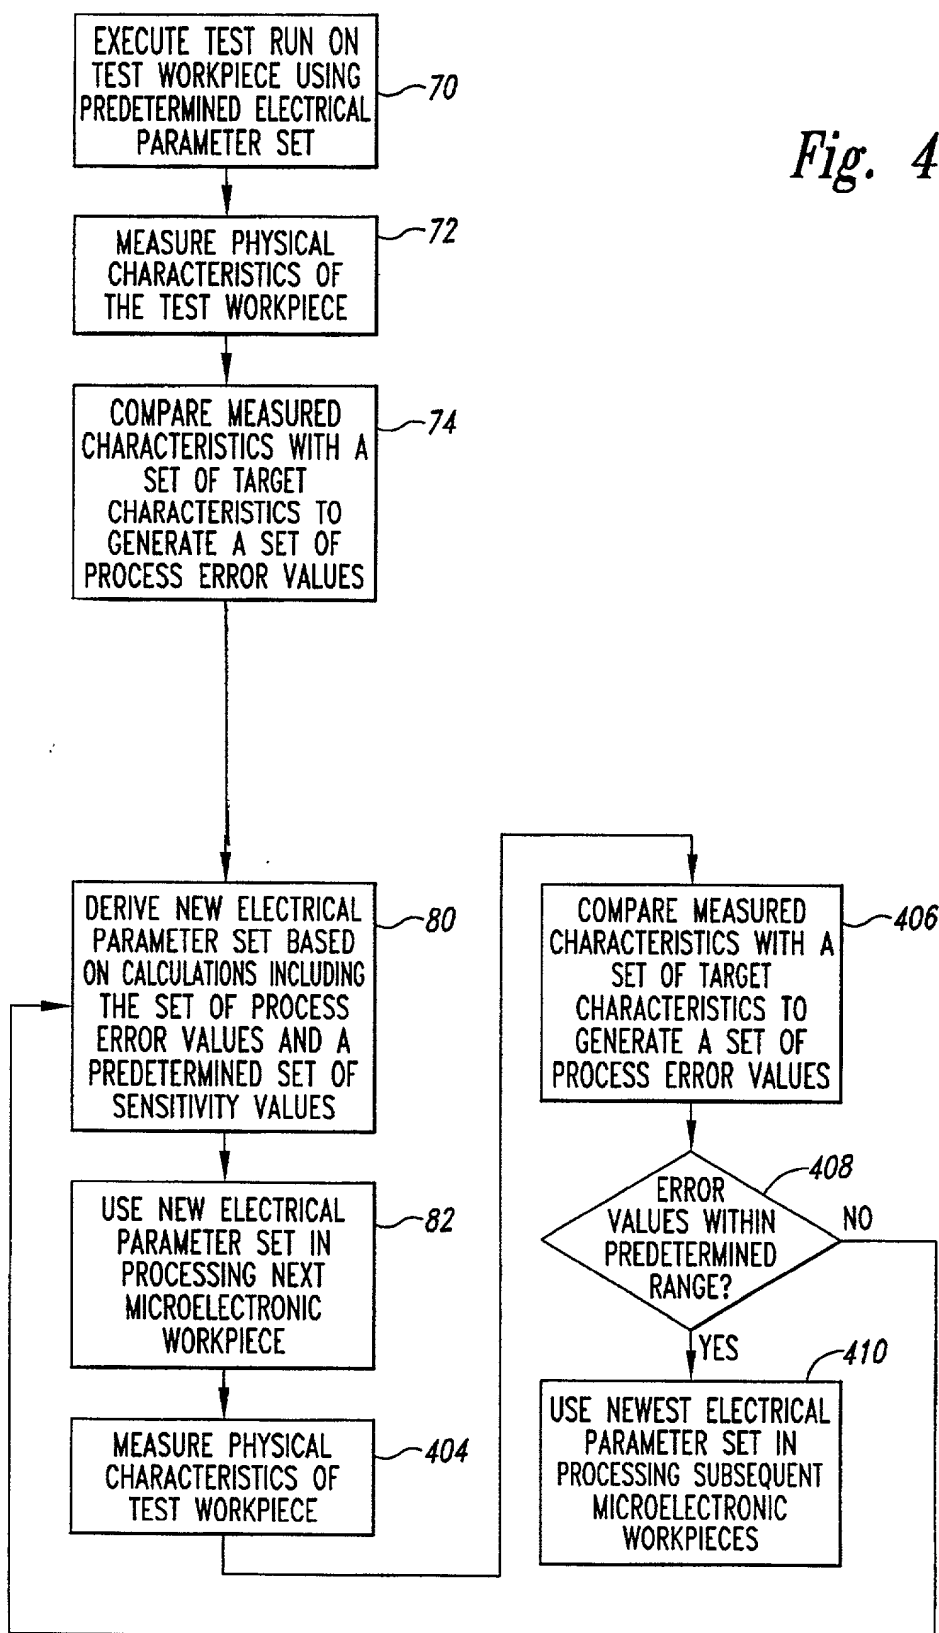 EXECUTE TEST RUN ON
TEST WORKPIECE USING
PREDETERMINED ELECTRICAL
PARAMETER SET
70
Fig. 4
MEASURE PHYSICAL
CHARACTERISTICS OF
THE TEST WORKPIECE
72
COMPARE MEASURED
CHARACTERISTICS WITH A
SET OF TARGET
CHARACTERISTICS TO
GENERATE A SET OF
PROCESS ERROR VALUES
74
DERIVE NEW ELECTRICAL
PARAMETER SET BASED
ON CALCULATIONS INCLUDING
THE SET OF PROCESS
ERROR VALUES AND A
PREDETERMINED SET OF
SENSITIVITY VALUES
80
USE NEW ELECTRICAL
PARAMETER SET IN
PROCESSING NEXT
MICROELECTRONIC
WORKPIECE
82
MEASURE PHYSICAL
CHARACTERISTICS OF
TEST WORKPIECE
404
COMPARE MEASURED
CHARACTERISTICS WITH A
SET OF TARGET
CHARACTERISTICS TO
GENERATE A SET OF
PROCESS ERROR VALUES
406
ERROR
VALUES WITHIN
PREDETERMINED
RANGE?
408
NO
YES
USE NEWEST ELECTRICAL
PARAMETER SET IN
PROCESSING SUBSEQUENT
MICROELECTRONIC
WORKPIECES
410